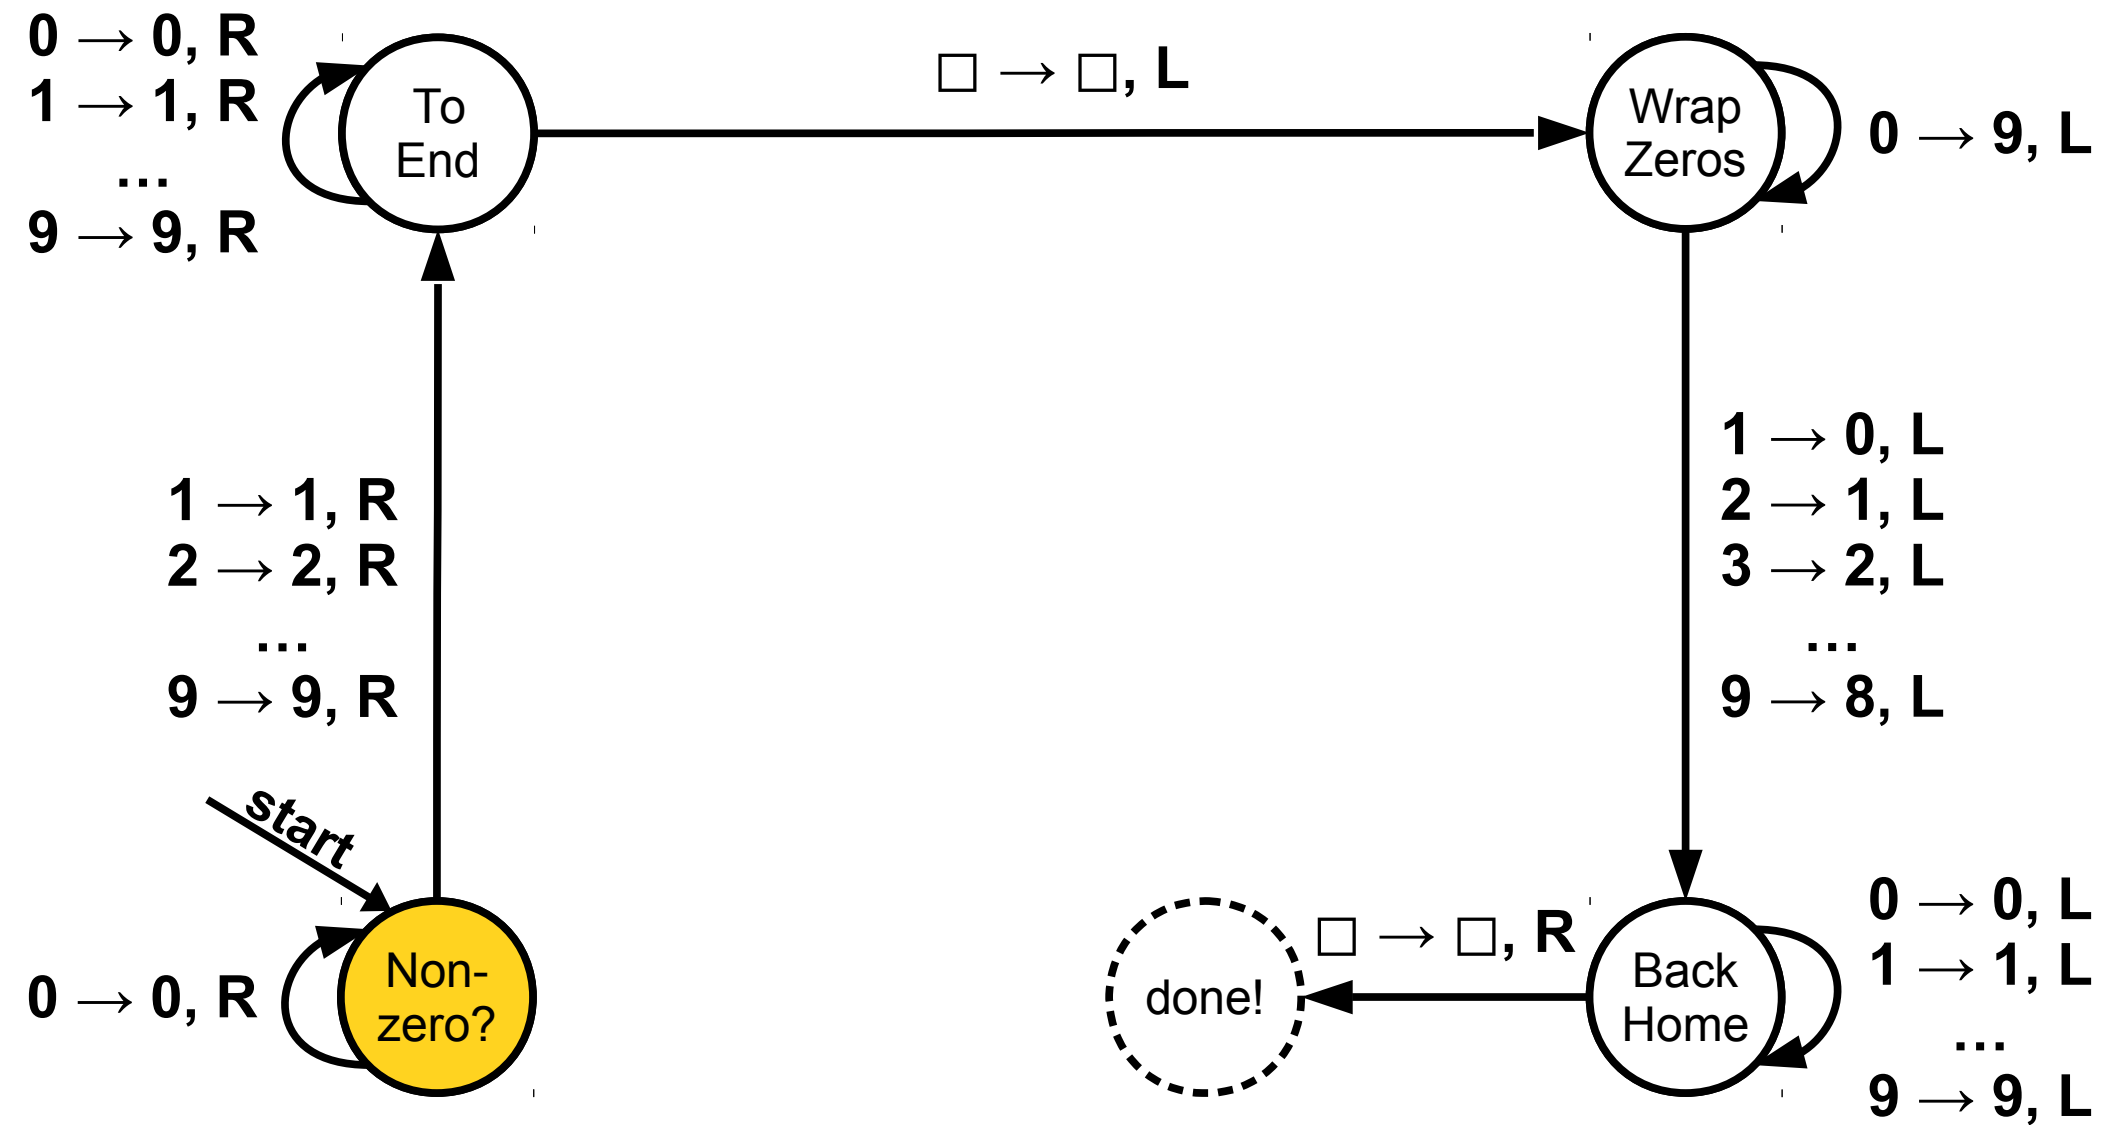 0 → 0, R
1 → 1, R
…
9 → 9, R
To
End
□ → □, L
Wrap
Zeros
0 → 9, L
1 → 1, R
2 → 2, R
…
9 → 9, R
1 → 0, L
2 → 1, L
3 → 2, L
…
9 → 8, L
start
0 → 0, R
Non-
zero?
done!
□ → □, R
Back
Home
0 → 0, L
1 → 1, L
…
9 → 9, L